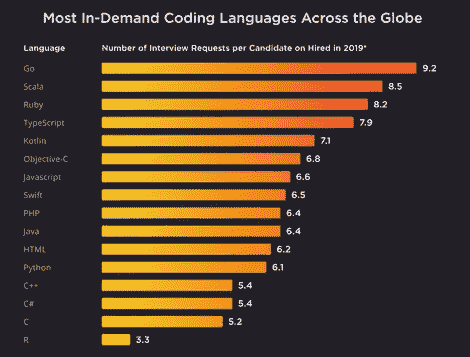 Most In-Demand Coding Languages Across the Globe
Language Number of Interview Requests per Candidate on Hired in 2019*
Go 9.2
Scala 8.5
Ruby 8.2
TypeScript 7.9
Kotlin 7.1
Objective-C 6.8
Javascript 6.6
Swift 6.5
PHP 6.4
Java 6.4
HTML 6.2
Python 6.1
C++ 5.4
C# 5.4
C 5.2
R 3.3